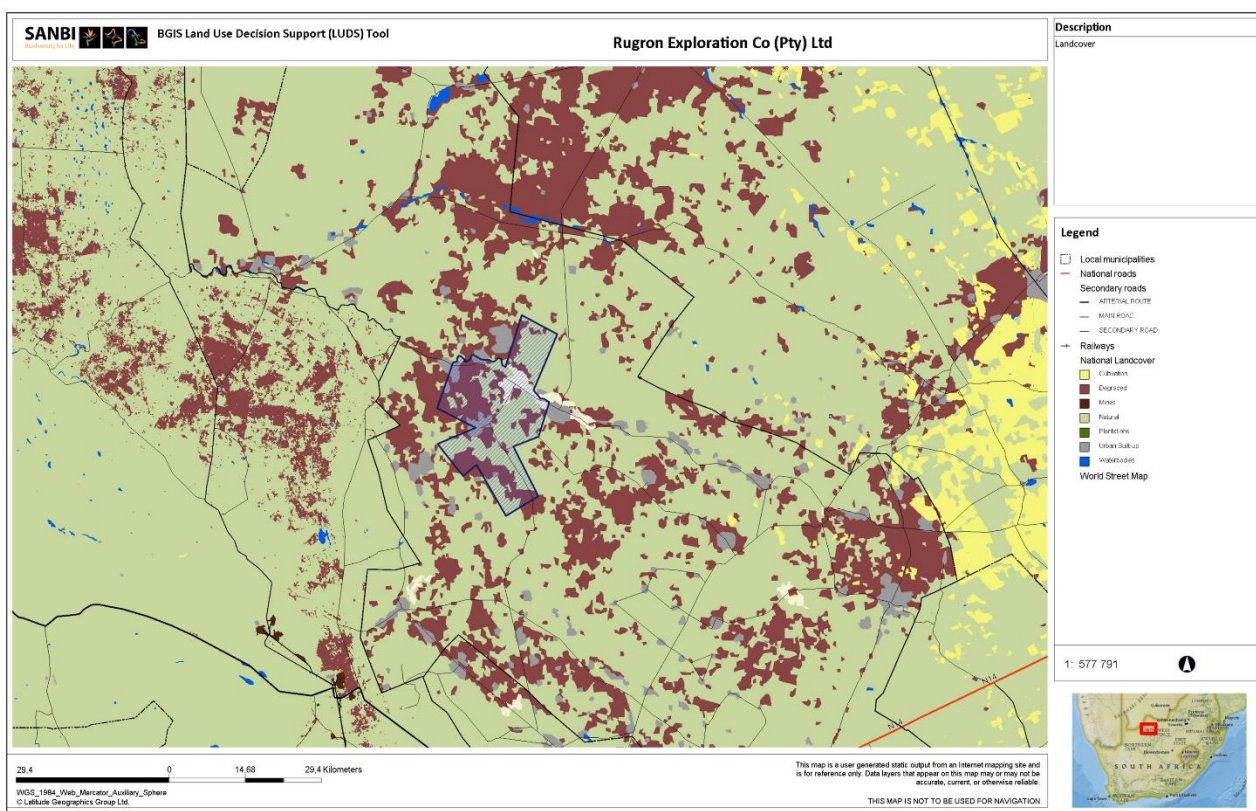 SANBI
Biodiversity for Life
BGIS Land Use Decision Support (LUDS) Tool
Rugron Exploration Co (Pty) Ltd
Description
Landcover
Legend
Local municipalities
National roads
Secondary roads
ARTERIAL ROUTE
MAIN ROAD
SECONDARY ROAD
Railways
National Landcover
Cultivation
Degraded
Mines
Natural
Plantations
Urban Built-up
Waterbodies
World Street Map
N14
N14
1: 577 791
SOUTH AFRICA
29,4
0
14,68
29,4 Kilometers
WGS_1984_Web_Mercator_Auxiliary_Sphere
© Latitude Geographics Group Ltd.
This map is a user generated static output from an Internet mapping site and
is for reference only. Data layers that appear on this map may or may not be
accurate, current, or otherwise reliable.
THIS MAP IS NOT TO BE USED FOR NAVIGATION